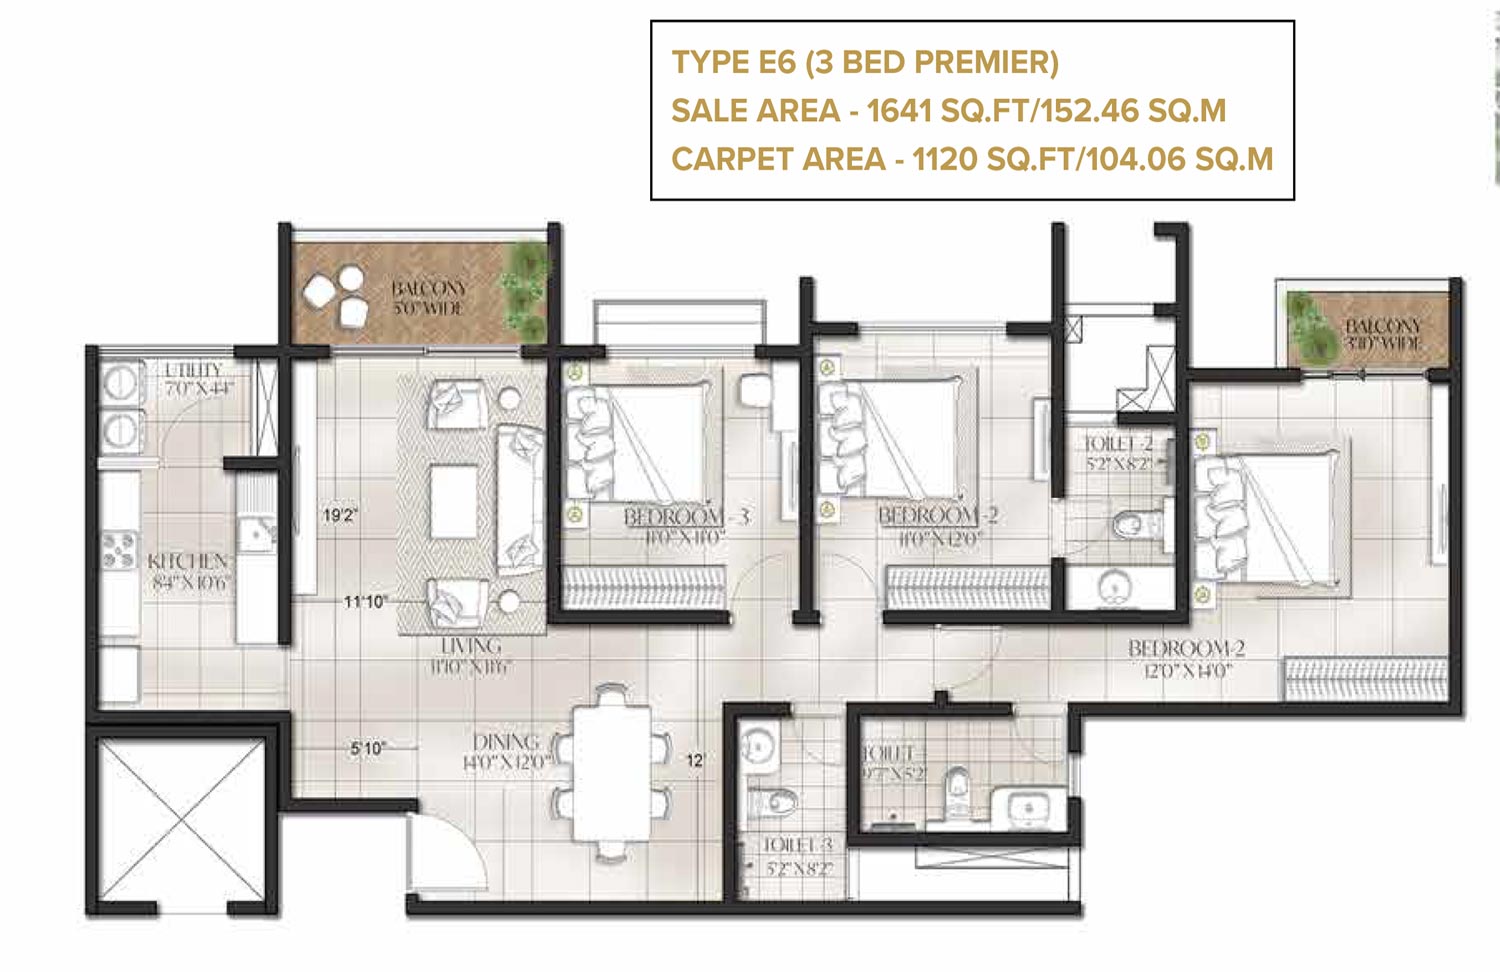 TYPE E6 (3 BED PREMIER)
SALE AREA - 1641 SQ.FT/152.46 SQ.M
CARPET AREA - 1120 SQ.FT/104.06 SQ.M
BALCONY
5'0" WIDE
BALCONY
3'10" WIDE
UTILITY
7'0" X 4'4"
TOILET-2
5'2" X 8'2"
19'2"
BEDROOM - 3
11'0" X 11'0"
BEDROOM -2
11'0" X 12'0"
KITCHEN
8'4" X 10'6"
11'10"
LIVING
11'10" X 11'6"
BEDROOM-2
12'0" X 14'0"
5'10"
DINING
14'0" X 12'0"
12'
TOILET
9'7" X 5'2"
TOILET-3
5'2" X 8'2"